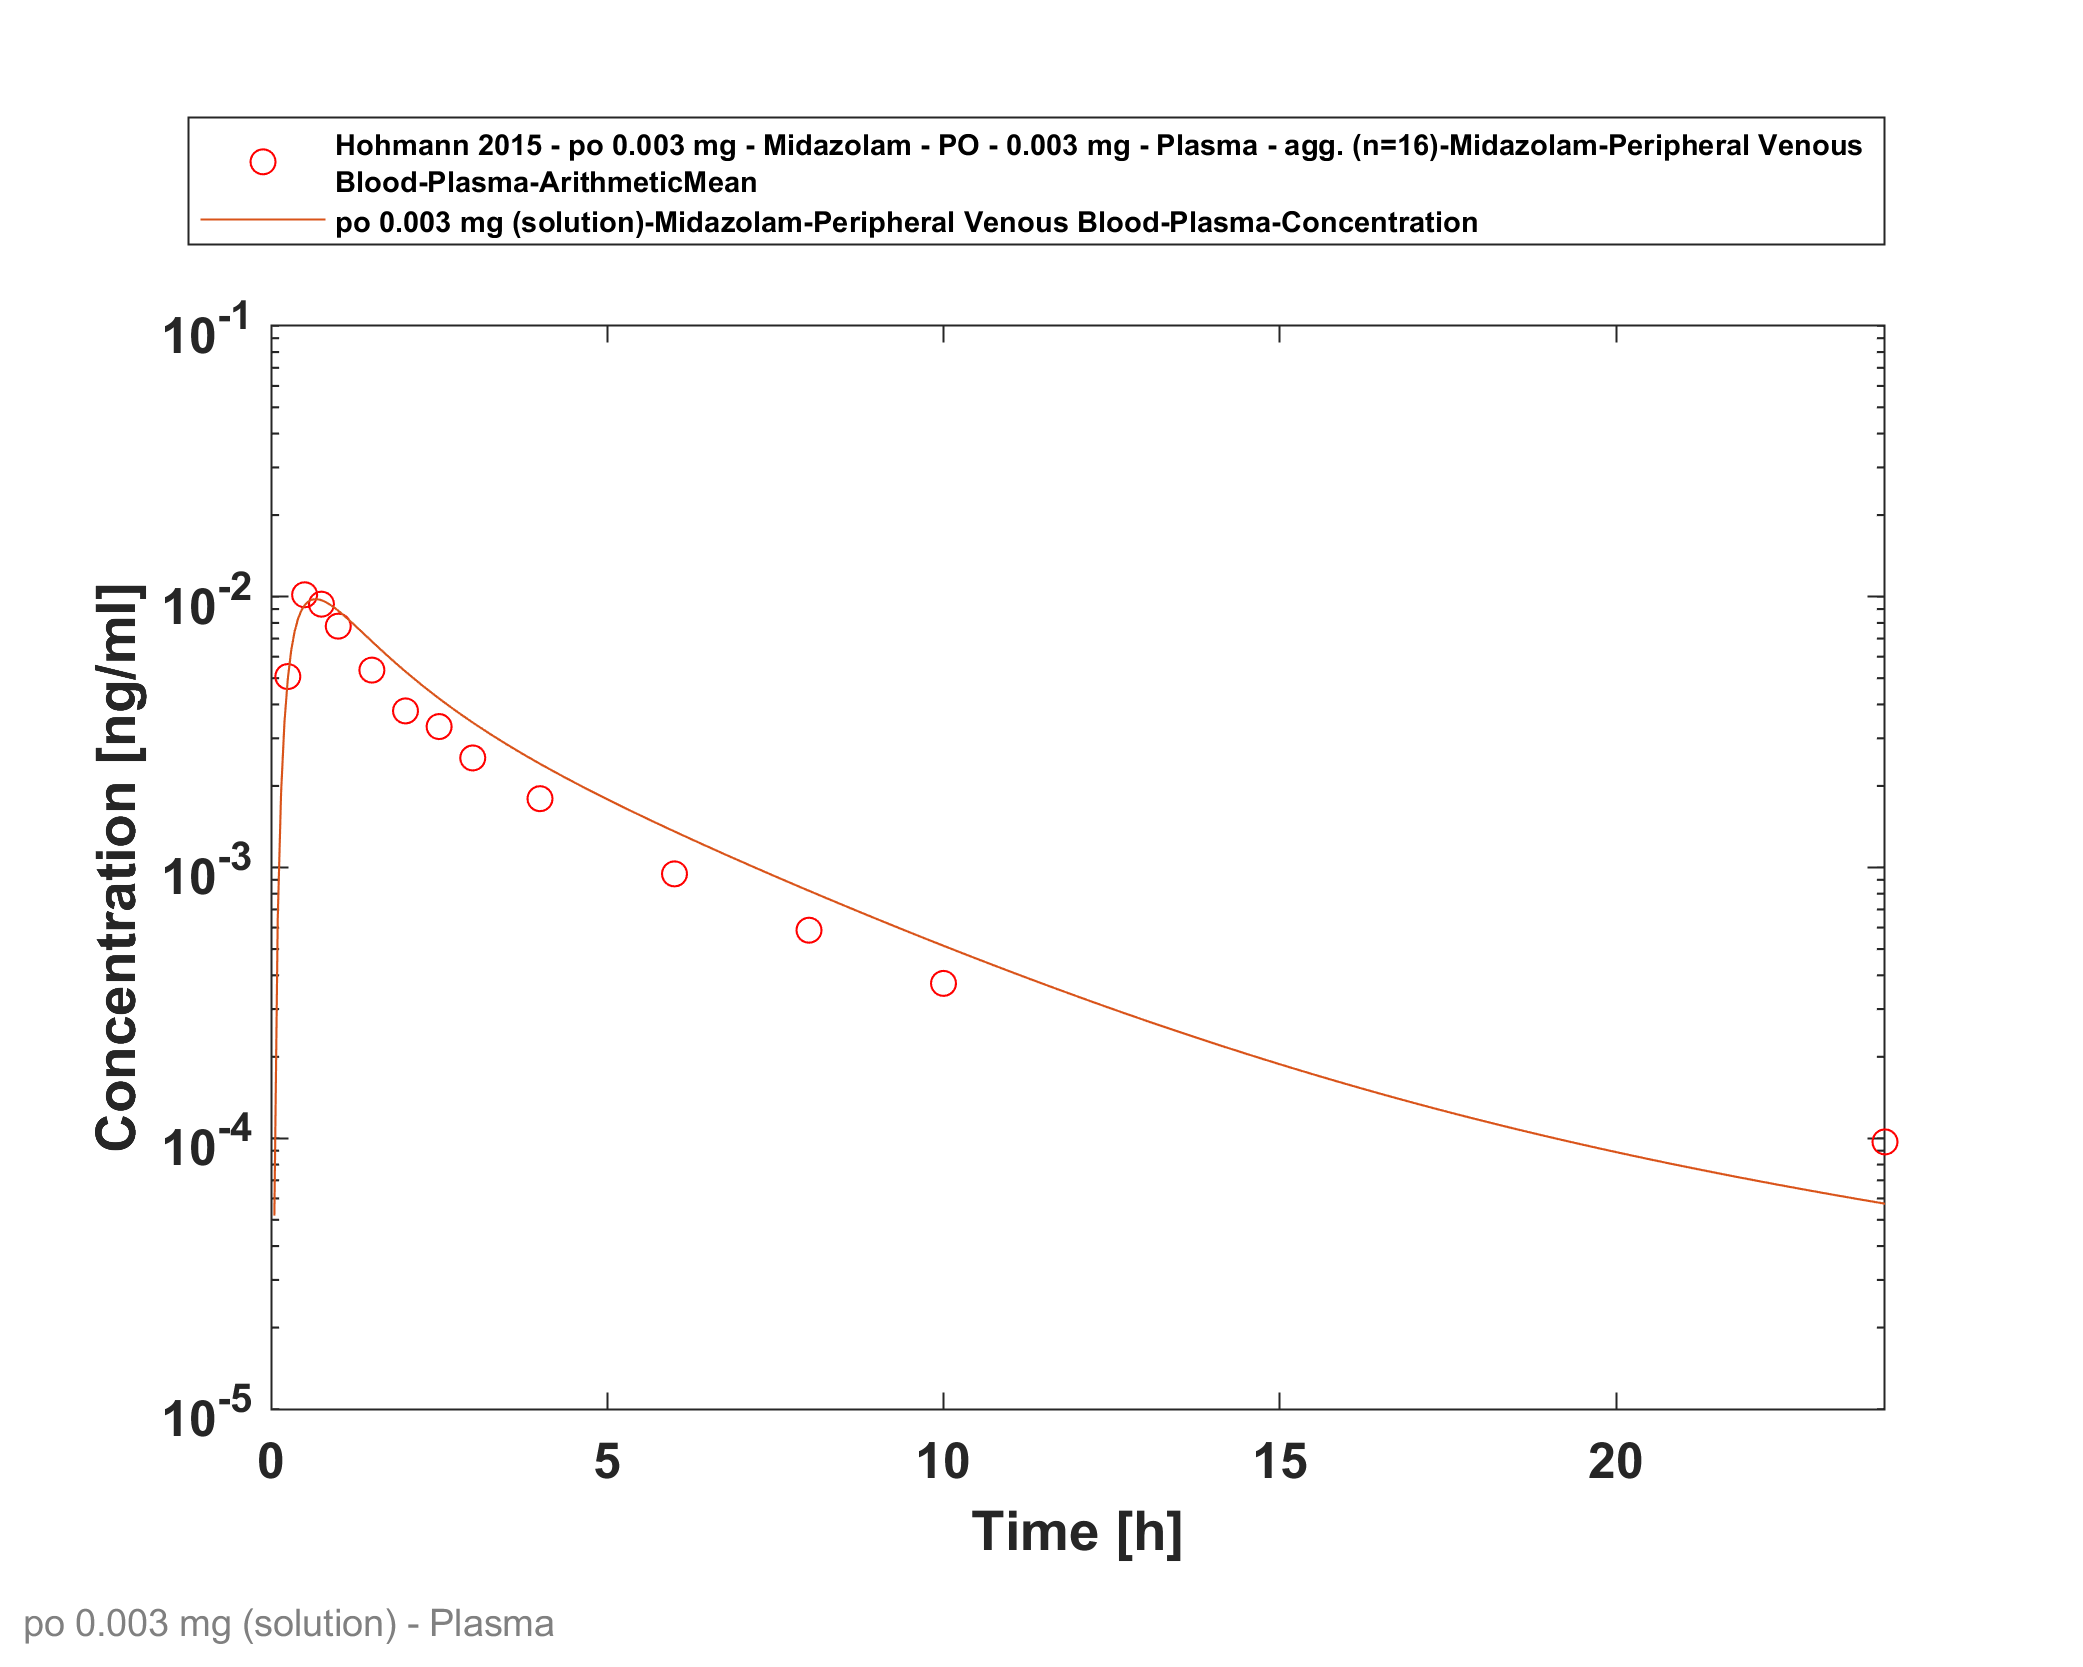 Hohmann 2015 - po 0.003 mg - Midazolam - PO - 0.003 mg - Plasma - agg. (n=16)-Midazolam-Peripheral Venous
Blood-Plasma-ArithmeticMean
po 0.003 mg (solution)-Midazolam-Peripheral Venous Blood-Plasma-Concentration
10^-1
10^-2
10^-3
10^-4
10^-5
Concentration [ng/ml]
0 5 10 15 20
Time [h]
po 0.003 mg (solution) - Plasma